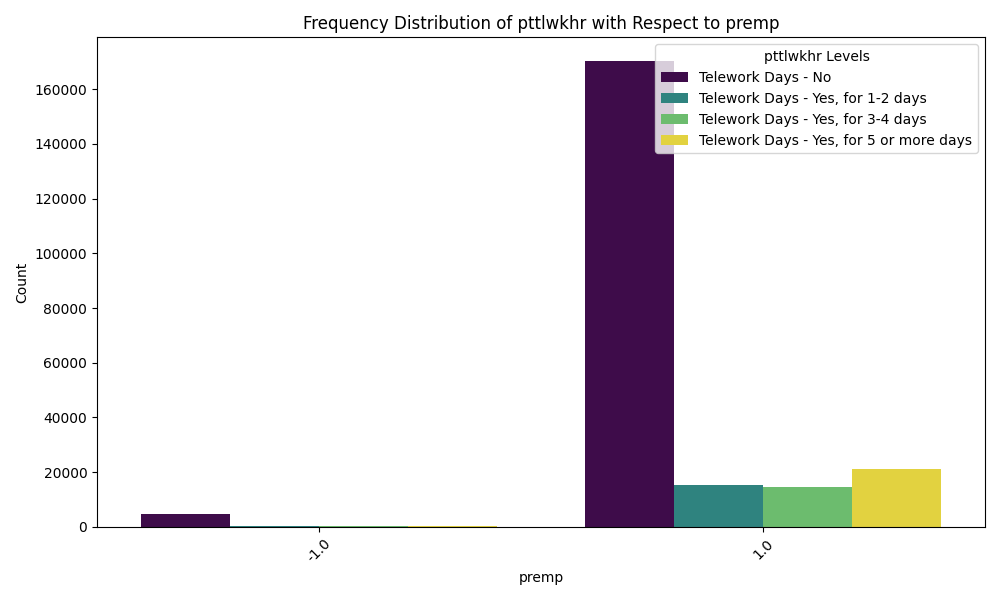 Frequency Distribution of pttlwkhr with Respect to premp
pttlwkhr Levels
Telework Days - No
Telework Days - Yes, for 1-2 days
Telework Days - Yes, for 3-4 days
Telework Days - Yes, for 5 or more days
160000
140000
120000
100000
80000
60000
40000
20000
0
Count
-1.0
1.0
premp